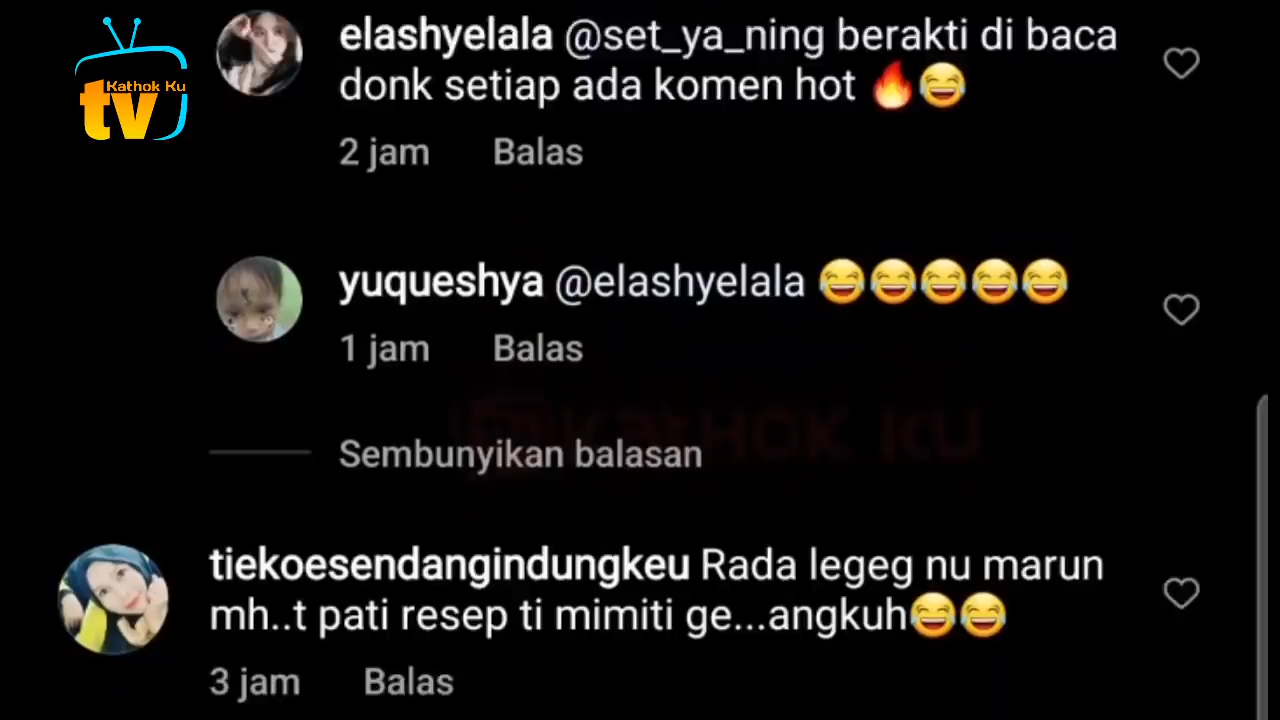 Kathok Ku
tv
elashyelala @set_ya_ning berakti di baca
donk setiap ada komen hot 🔥😂
2 jam Balas
yuqueshya @elashyelala 😂😂😂😂😂
1 jam Balas
KATHOK KU
Sembunyikan balasan
tiekoesendangindungkeu Rada legeg nu marun
mh..t pati resep ti mimiti ge...angkuh😂😂
3 jam Balas